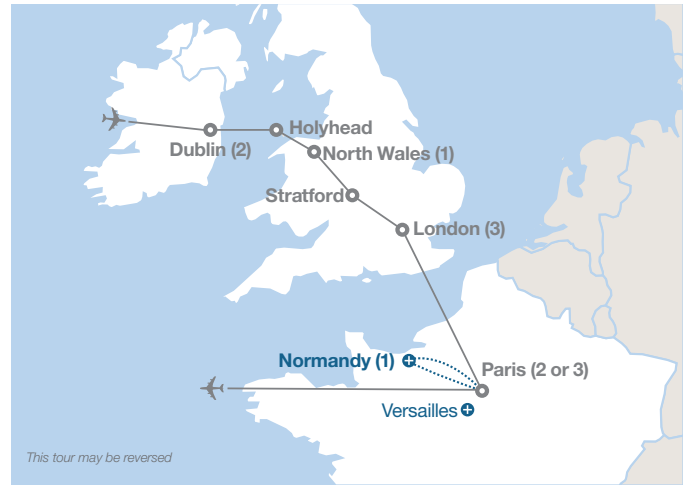 Holyhead
Dublin (2)
North Wales (1)
Stratford
London (3)
Normandy (1)
Paris (2 or 3)
Versailles
This tour may be reversed